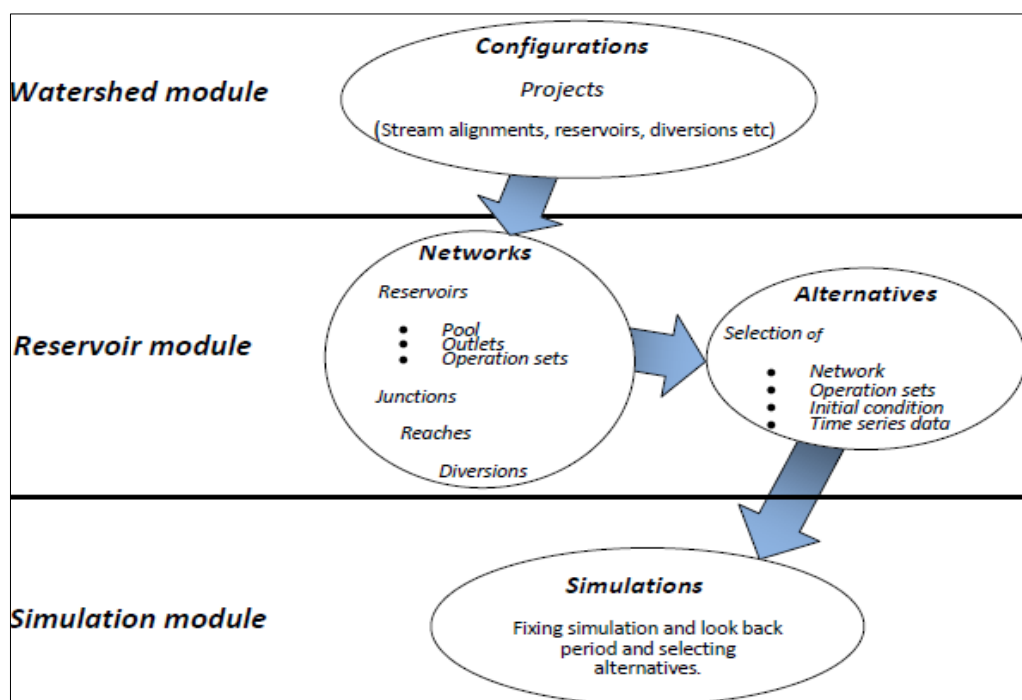 Watershed module
Configurations
Projects
(Stream alignments, reservoirs, diversions etc)
Reservoir module
Networks
Reservoirs
● Pool
● Outlets
● Operation sets
Junctions
Reaches
Diversions
Alternatives
Selection of
● Network
● Operation sets
● Initial condition
● Time series data
Simulation module
Simulations
Fixing simulation and look back
period and selecting
alternatives.